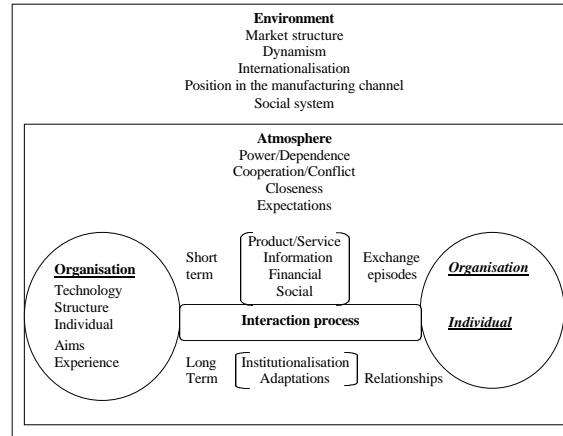 Environment
Market structure
Dynamism
Internationalisation
Position in the manufacturing channel
Social system
Atmosphere
Power/Dependence
Cooperation/Conflict
Closeness
Expectations
Organisation
Technology
Structure
Individual
Aims
Experience
Short
term
Product/Service
Information
Financial
Social
Exchange
episodes
Interaction process
Long
Term
Institutionalisation
Adaptations
Relationships
Organisation
Individual